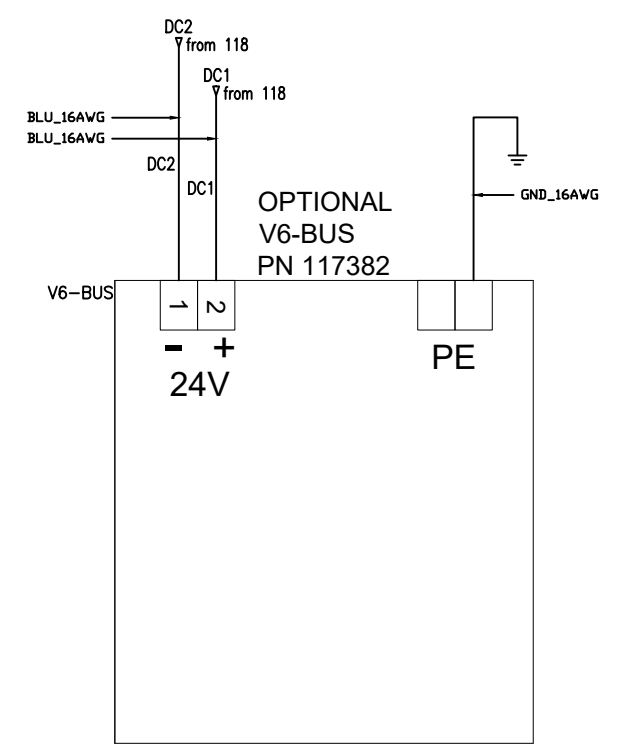 DC2
from 118
DC1
from 118
BLU_16AWG
BLU_16AWG
DC2
DC1
GND_16AWG
OPTIONAL
V6-BUS
PN 117382
V6-BUS
1 2
- +
24V
PE